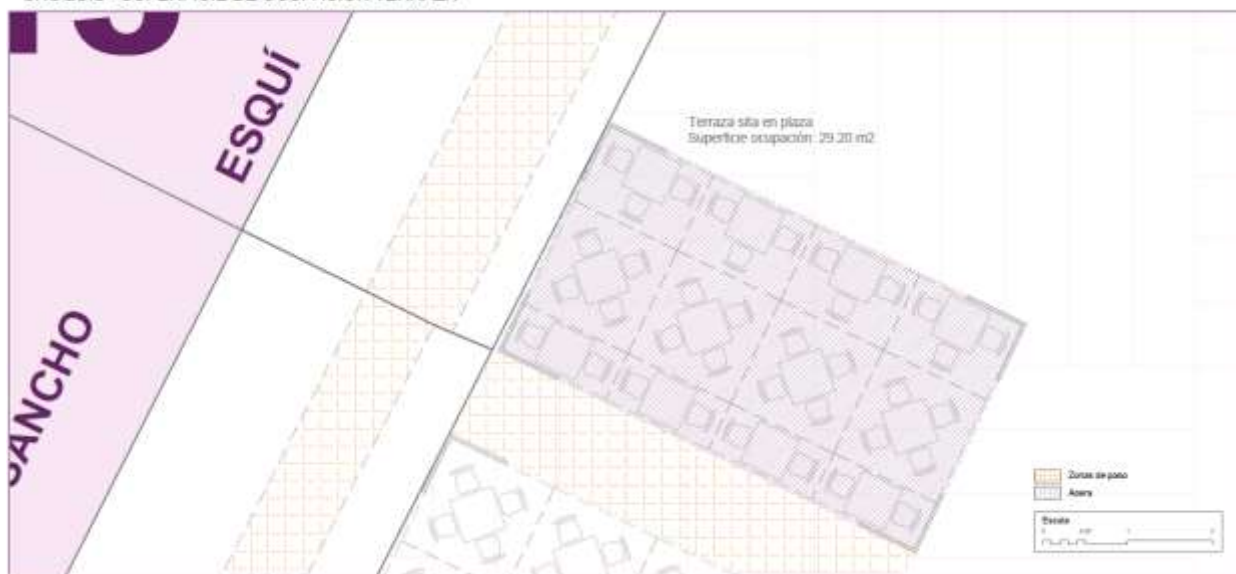 ESQUÍ
Terraza sita en plaza
Superficie ocupación: 29.20 m2
SANCHO
Zonas de paso
Acera
Escala